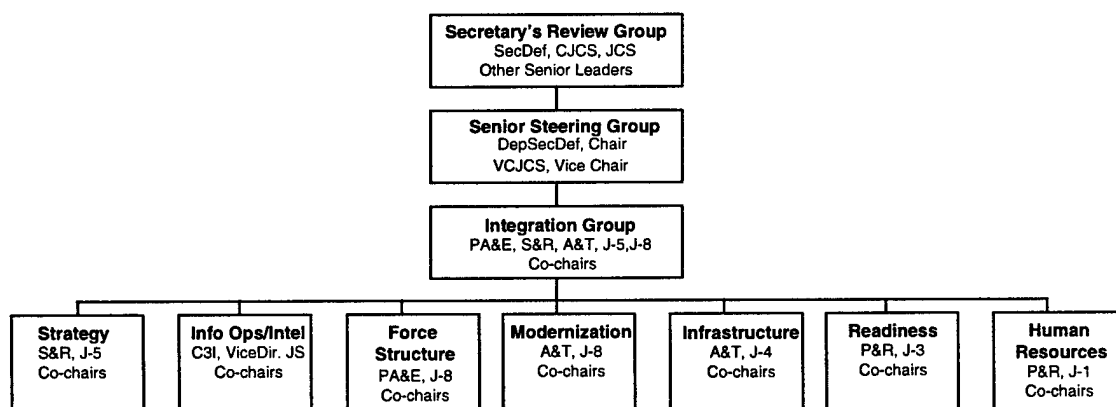 Secretary's Review Group
SecDef, CJCS, JCS
Other Senior Leaders
Senior Steering Group
DepSecDef, Chair
VCJCS, Vice Chair
Integration Group
PA&E, S&R, A&T, J-5,J-8
Co-chairs
Strategy
S&R, J-5
Co-chairs
Info Ops/Intel
C3I, ViceDir. JS
Co-chairs
Force
Structure
PA&E, J-8
Co-chairs
Modernization
A&T, J-8
Co-chairs
Infrastructure
A&T, J-4
Co-chairs
Readiness
P&R, J-3
Co-chairs
Human
Resources
P&R, J-1
Co-chairs